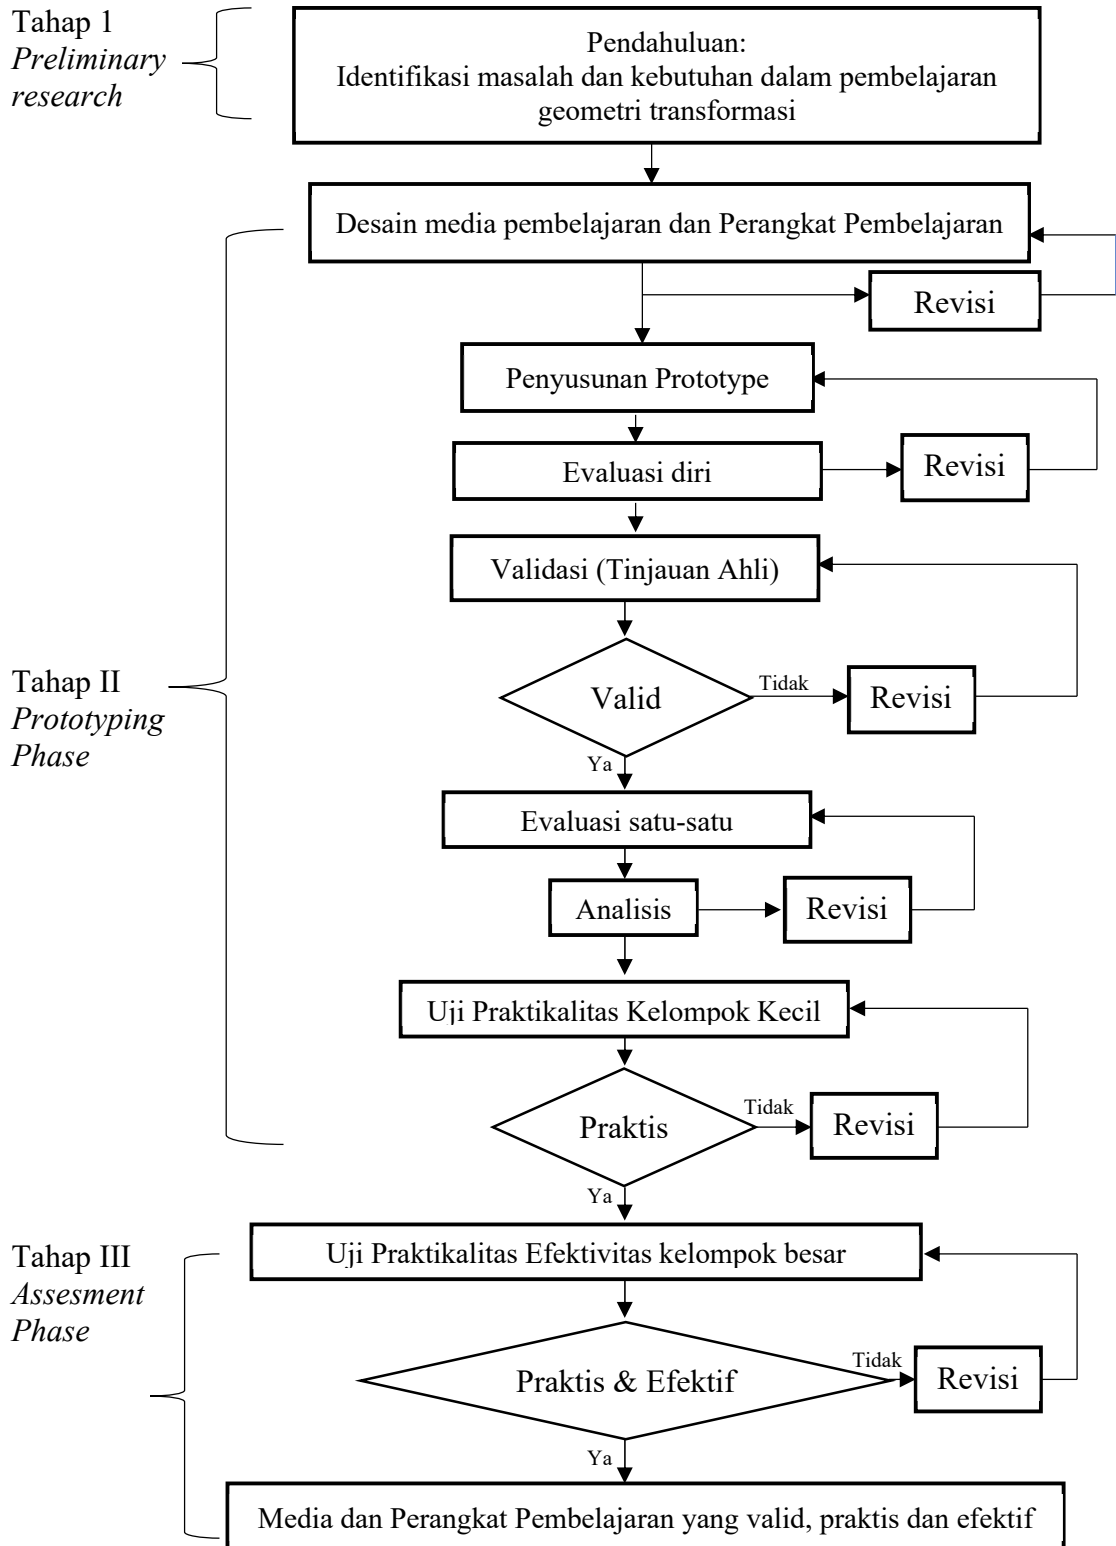 Tahap 1
Preliminary
research
Pendahuluan:
Identifikasi masalah dan kebutuhan dalam pembelajaran
geometri transformasi
Desain media pembelajaran dan Perangkat Pembelajaran
Revisi
Penyusunan Prototype
Evaluasi diri
Revisi
Validasi (Tinjauan Ahli)
Tahap II
Prototyping
Phase
Valid
Tidak
Revisi
Ya
Evaluasi satu-satu
Analisis
Revisi
Uji Praktikalitas Kelompok Kecil
Praktis
Tidak
Revisi
Ya
Tahap III
Assesment
Phase
Uji Praktikalitas Efektivitas kelompok besar
Praktis & Efektif
Tidak
Revisi
Ya
Media dan Perangkat Pembelajaran yang valid, praktis dan efektif